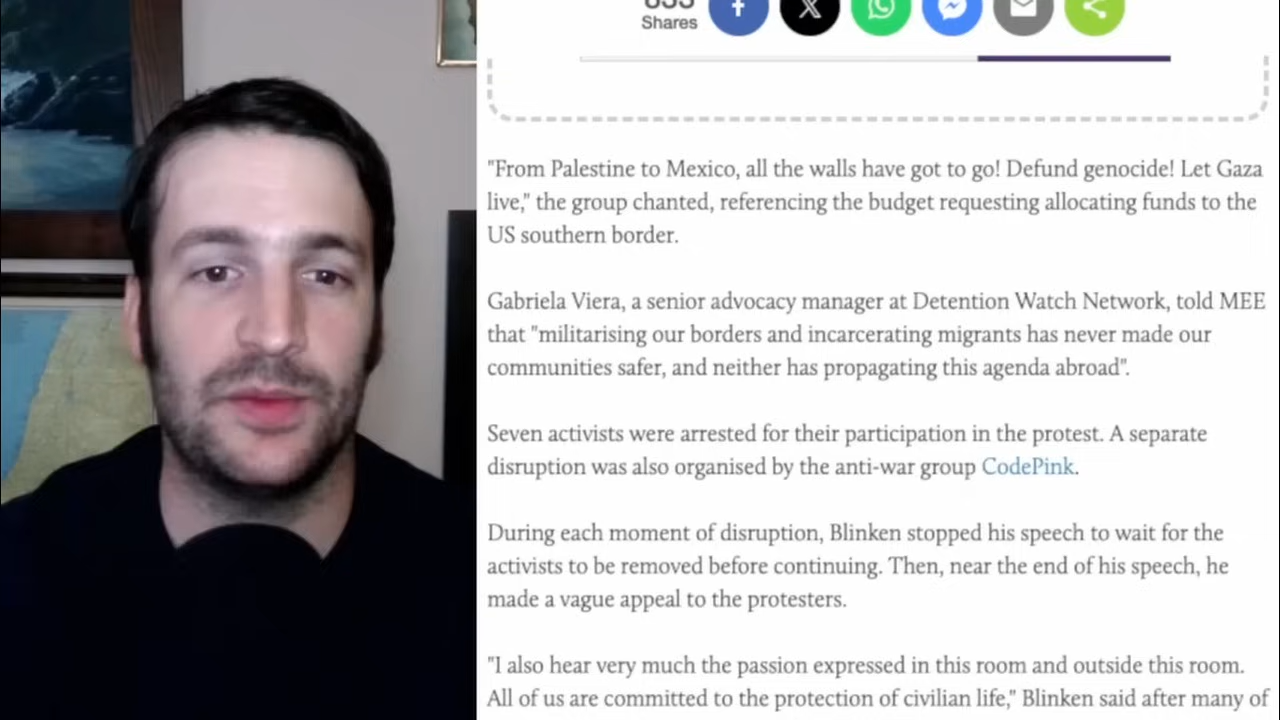 Shares
"From Palestine to Mexico, all the walls have got to go! Defund genocide! Let Gaza
live," the group chanted, referencing the budget requesting allocating funds to the
US southern border.
Gabriela Viera, a senior advocacy manager at Detention Watch Network, told MEE
that "militarising our borders and incarcerating migrants has never made our
communities safer, and neither has propagating this agenda abroad".
Seven activists were arrested for their participation in the protest. A separate
disruption was also organised by the anti-war group CodePink.
During each moment of disruption, Blinken stopped his speech to wait for the
activists to be removed before continuing. Then, near the end of his speech, he
made a vague appeal to the protesters.
"I also hear very much the passion expressed in this room and outside this room.
All of us are committed to the protection of civilian life," Blinken said after many of